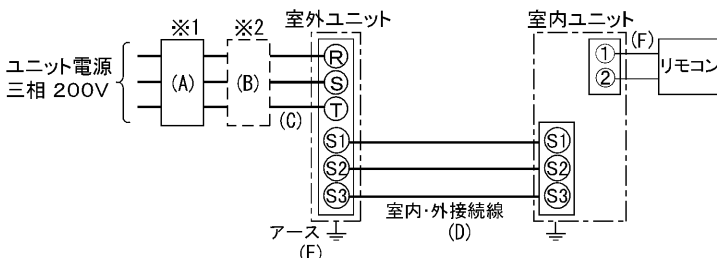 ※1
※2
室外ユニット
室内ユニット
ユニット電源
三相 200V
(A)
(B)
(C)
R
S
T
S1
S2
S3
アース
(E)
室内・外接続線
(D)
S1
S2
S3
1
2
(F)
リモコン